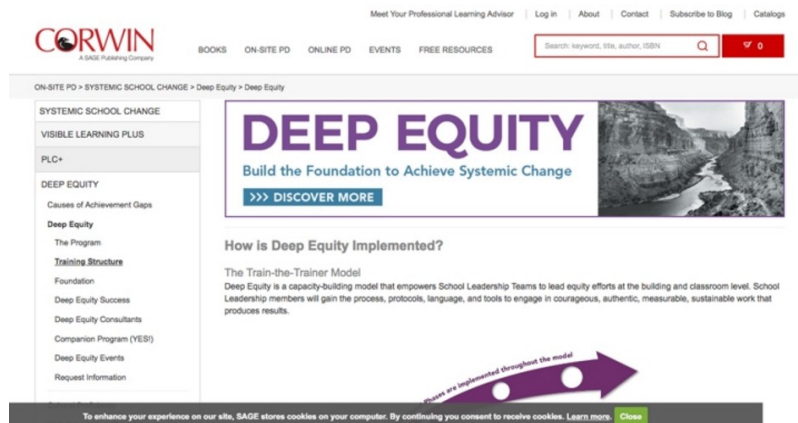 Meet Your Professional Learning Advisor | Log in | About | Contact | Subscribe to Blog | Catalogs
CORWIN
A SAGE Publishing Company
BOOKS ON-SITE PD ONLINE PD EVENTS FREE RESOURCES
Search: keyword, title, author, ISBN
0
ON-SITE PD > SYSTEMIC SCHOOL CHANGE > Deep Equity > Deep Equity
SYSTEMIC SCHOOL CHANGE
VISIBLE LEARNING PLUS
PLC+
DEEP EQUITY
Causes of Achievement Gaps
Deep Equity
The Program
Training Structure
Foundation
Deep Equity Success
Deep Equity Consultants
Companion Program (YES!)
Deep Equity Events
Request Information
DEEP EQUITY
Build the Foundation to Achieve Systemic Change
>>> DISCOVER MORE
How is Deep Equity Implemented?
The Train-the-Trainer Model
Deep Equity is a capacity-building model that empowers School Leadership Teams to lead equity efforts at the building and classroom level. School
Leadership members will gain the process, protocols, language, and tools to engage in courageous, authentic, measurable, sustainable work that
produces results.
Phases are implemented throughout the model
To enhance your experience on our site, SAGE stores cookies on your computer. By continuing you consent to receive cookies. Learn more. Close